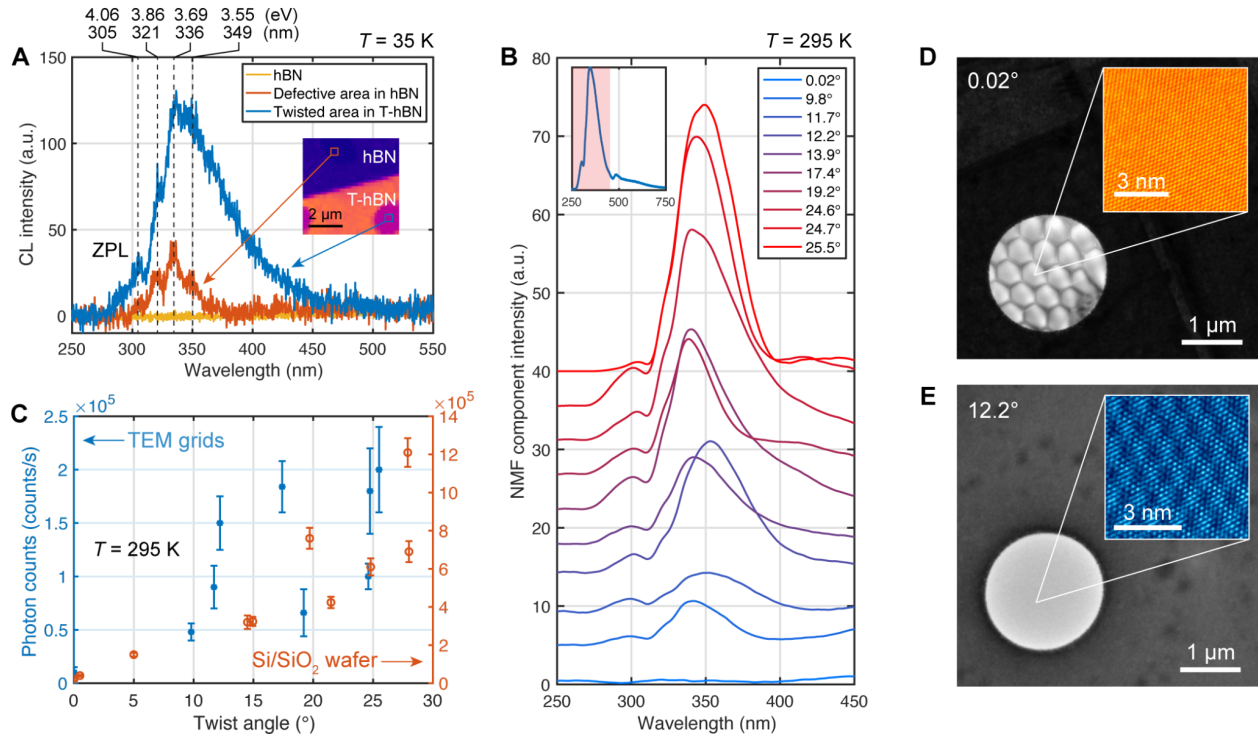 4.06 3.86 3.69 3.55 (eV)
305 321 336 349 (nm)
A
T = 35 K
150
100
50
0
CL intensity (a.u.)
hBN
Defective area in hBN
Twisted area in T-hBN
hBN
T-hBN
2 µm
ZPL
250 300 350 400 450 500 550
Wavelength (nm)
B
T = 295 K
80
70
60
50
40
30
20
10
0
NMF component intensity (a.u.)
250 500 750
0.02°
9.8°
11.7°
12.2°
13.9°
17.4°
19.2°
24.6°
24.7°
25.5°
250 300 350 400 450
Wavelength (nm)
C
×10⁵
×10⁵
2.5
2
1.5
1
0.5
0
Photon counts (counts/s)
TEM grids
T = 295 K
Si/SiO₂ wafer
14
12
10
8
6
4
2
0
0 5 10 15 20 25 30
Twist angle (°)
D
0.02°
3 nm
1 µm
E
12.2°
3 nm
1 µm